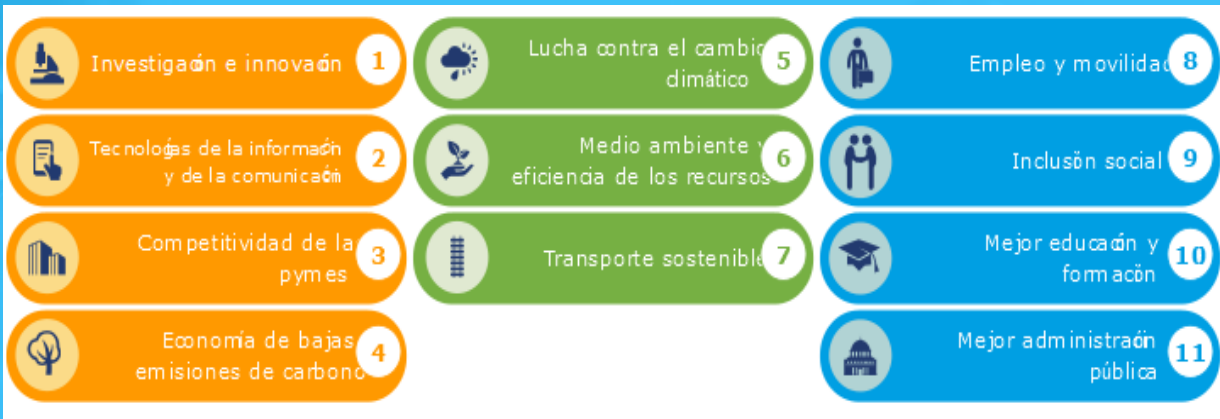 Investigación e innovación
1
Tecnologías de la información
y de la comunicación
2
Competitividad de la
pymes
3
Economía de bajas
emisiones de carbono
4
Lucha contra el cambio
climático
5
Medio ambiente y
eficiencia de los recursos
6
Transporte sostenible
7
Empleo y movilidad
8
Inclusión social
9
Mejor educación y
formación
10
Mejor administración
pública
11